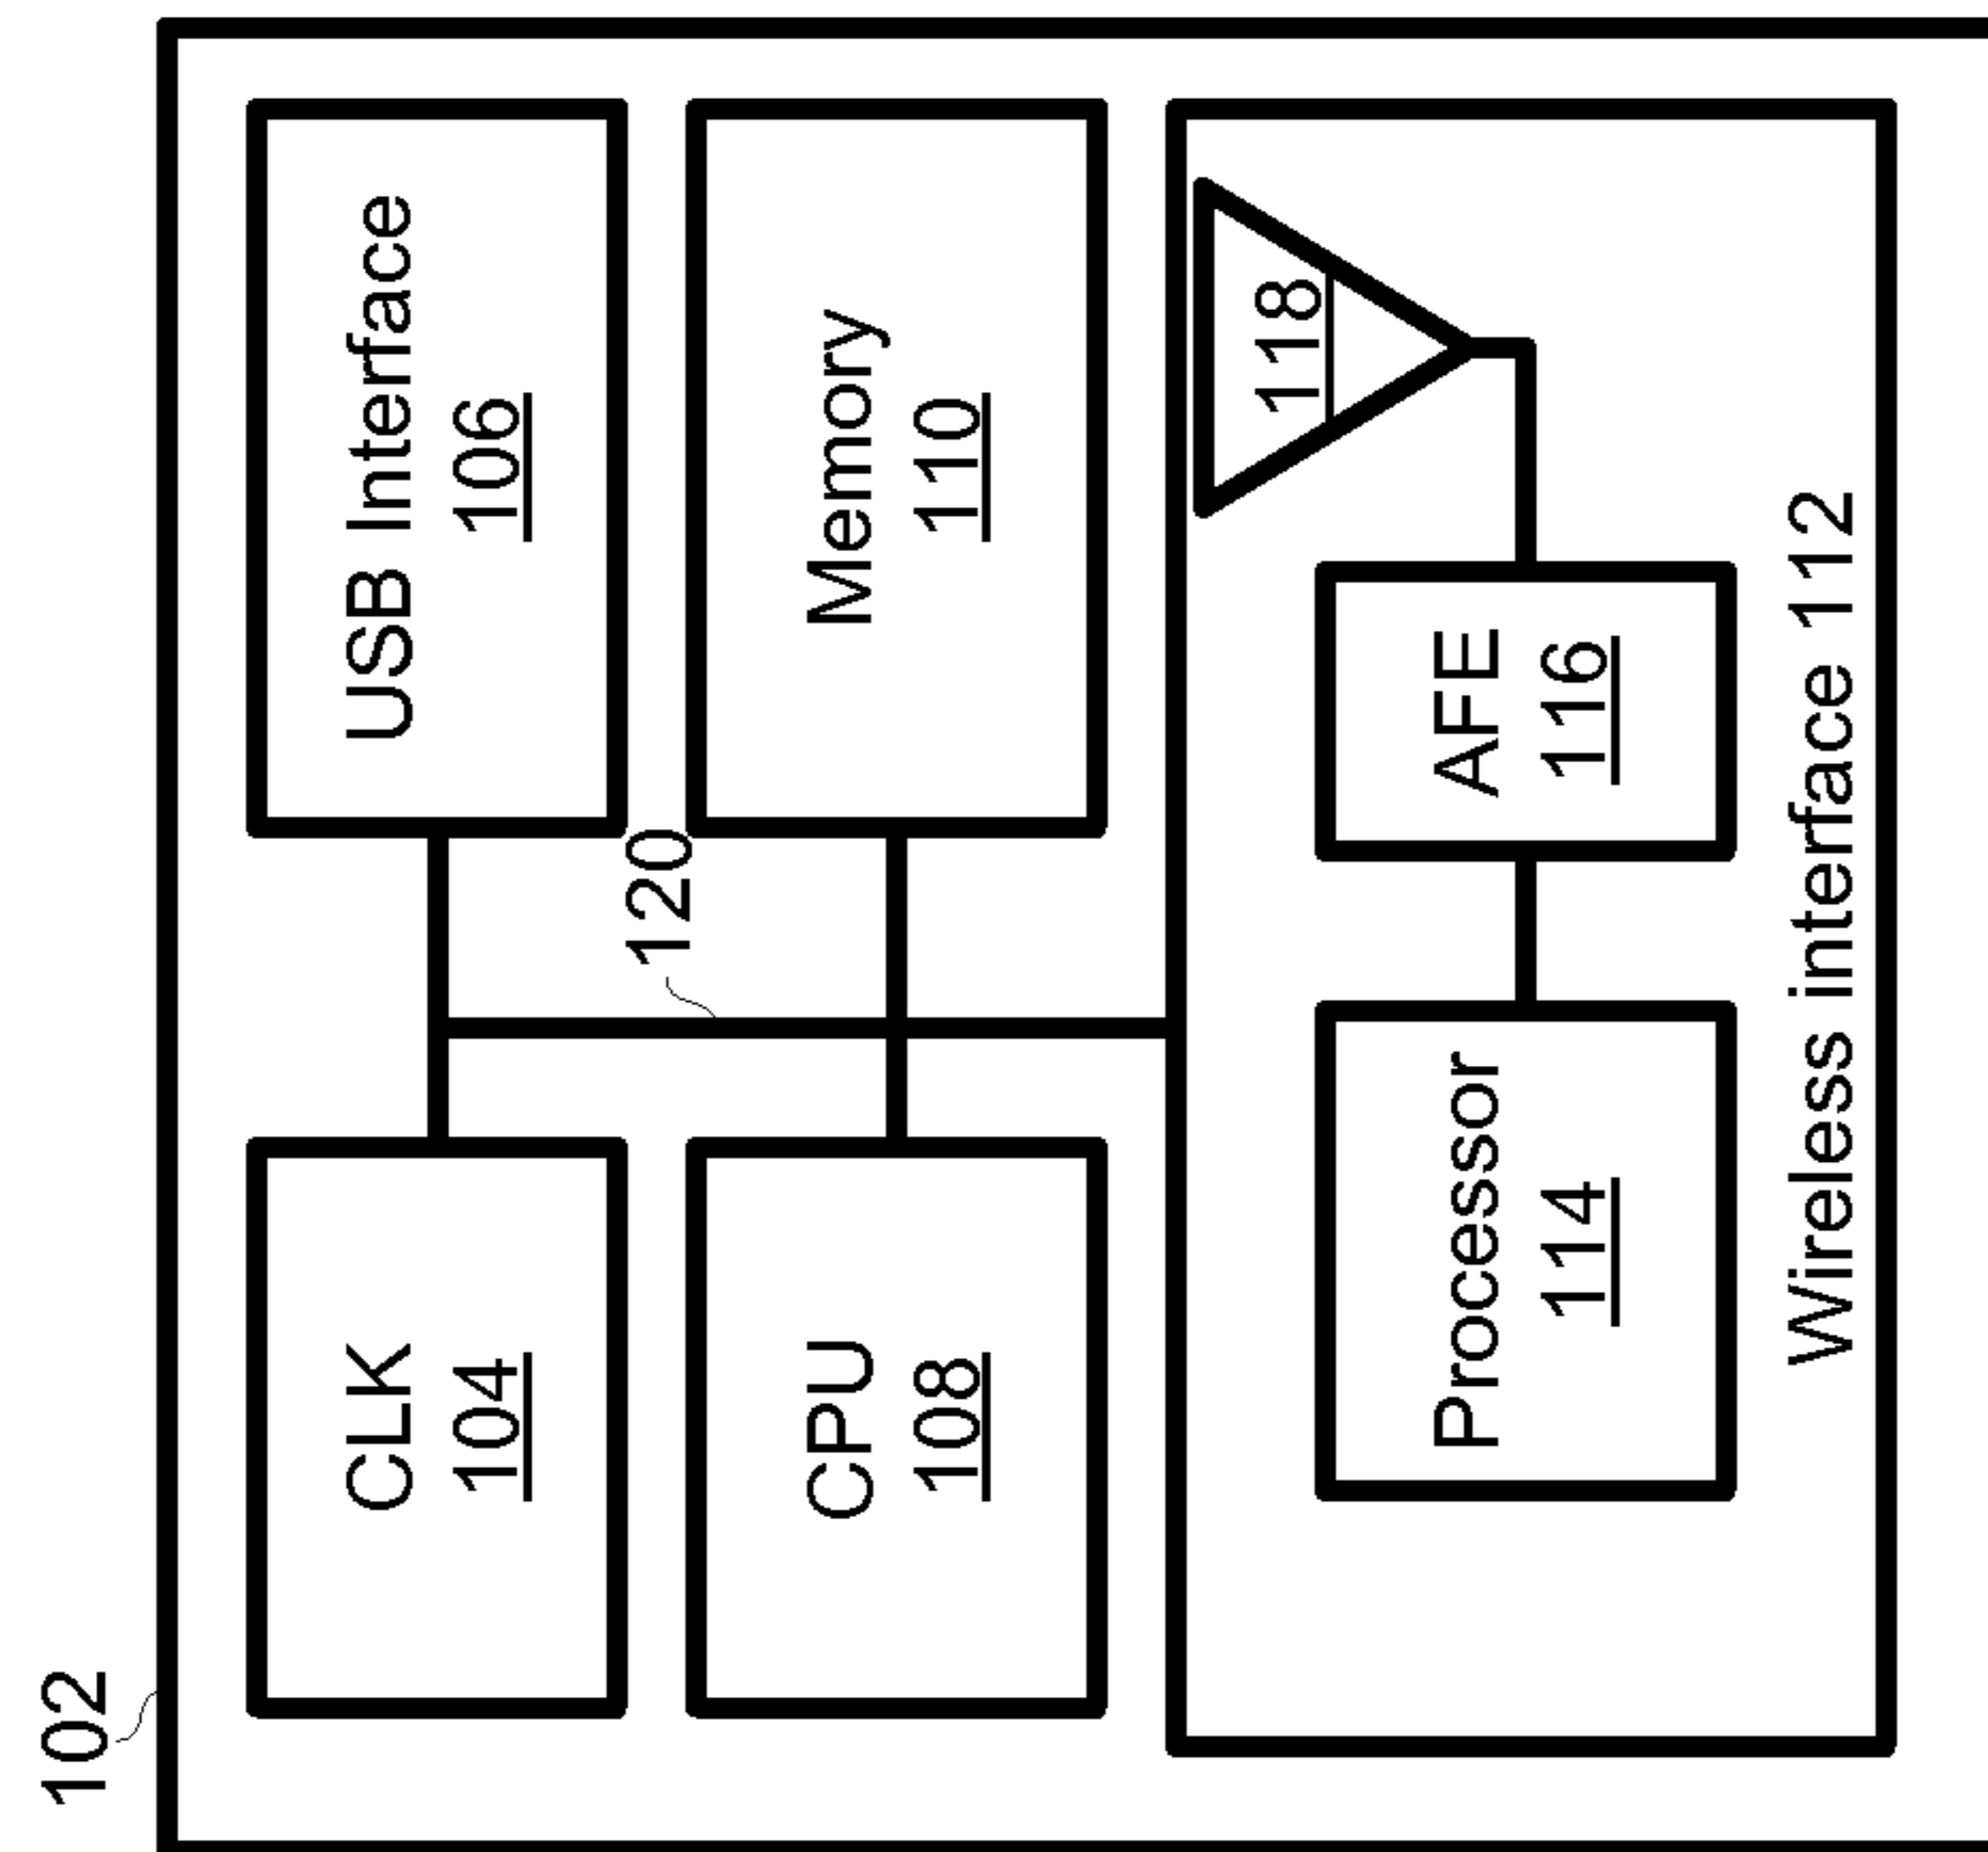 102
CLK
104
USB Interface
106
120
CPU
108
Memory
110
118
Processor
114
AFE
116
Wireless interface 112